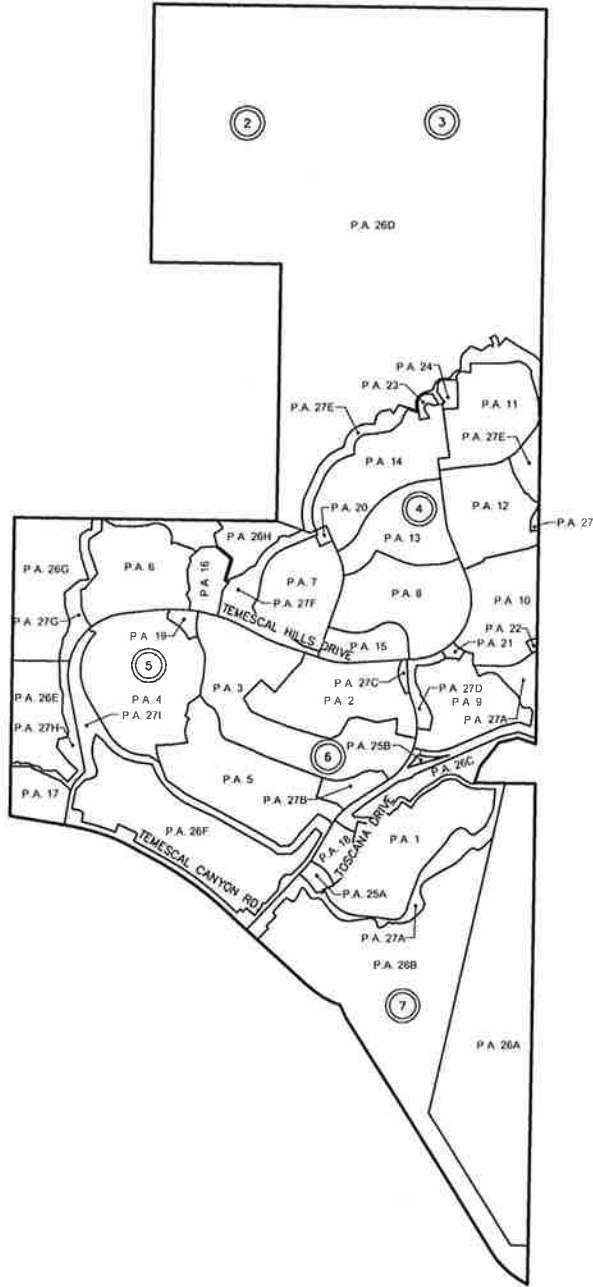 2
3
P.A. 26D
P.A. 24
P.A. 23
P.A. 11
P.A. 27E
P.A. 27E
P.A. 14
P.A. 20
4
P.A. 12
P.A. 27
P.A. 13
P.A. 26H
P.A. 26G
P.A. 6
P.A. 16
P.A. 7
P.A. 8
P.A. 10
P.A. 27F
P.A. 27G
TEMESCAL HILLS DRIVE
P.A. 19
P.A. 15
P.A. 22
P.A. 21
5
P.A. 3
P.A. 27C
P.A. 27D
P.A. 26E
P.A. 4
P.A. 2
P.A. 9
P.A. 27I
P.A. 27A
P.A. 27H
6
P.A. 25B
P.A. 26C
P.A. 5
P.A. 17
P.A. 27B
TOSCANA DRIVE
P.A. 26F
P.A. 18
P.A. 1
TEMESCAL CANYON RD
P.A. 25A
P.A. 27A
P.A. 26B
7
P.A. 26A